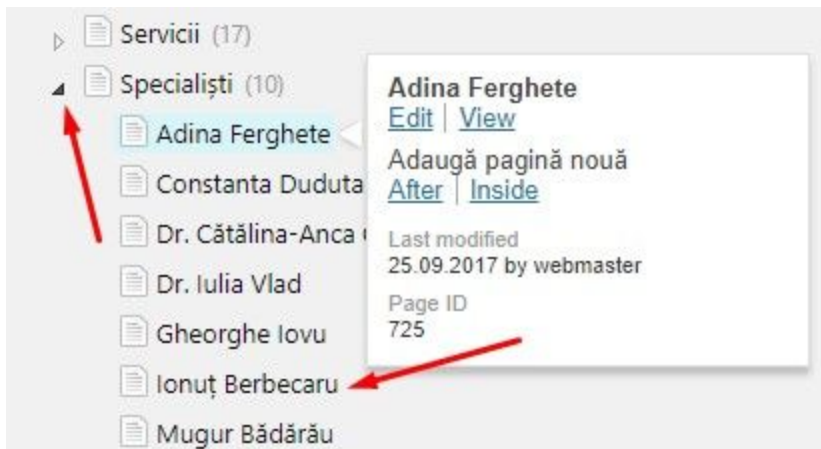 Servicii (17)
Specialiști (10)
Adina Ferghete
Constanta Duduta
Dr. Cătălina-Anca
Dr. Iulia Vlad
Gheorghe Iovu
Ionuț Berbecaru
Mugur Bădărău
Adina Ferghete
Edit | View
Adaugă pagină nouă
After | Inside
Last modified
25.09.2017 by webmaster
Page ID
725